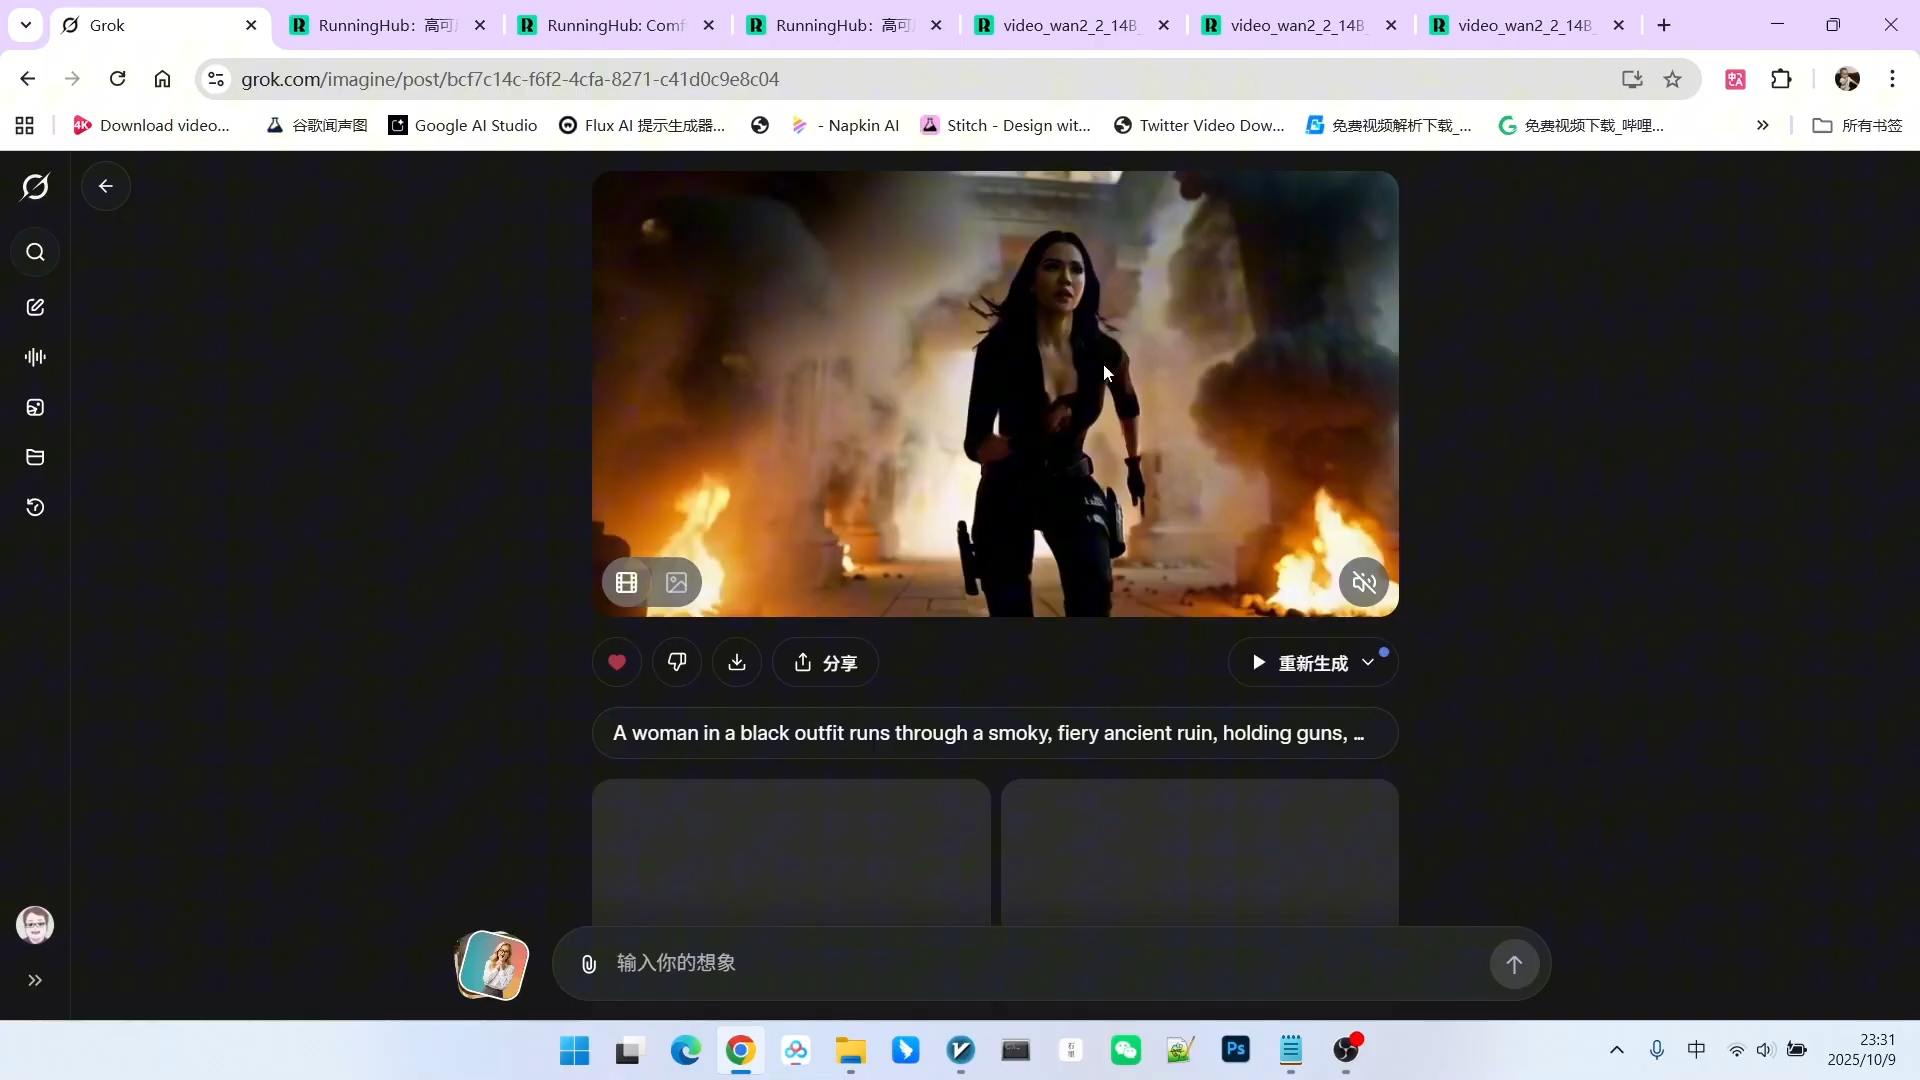 Grok
RunningHub：高可
RunningHub: Comf
RunningHub：高可
video_wan2_2_14B_
video_wan2_2_14B_
video_wan2_2_14B_
grok.com/imagine/post/bcf7c14c-f6f2-4cfa-8271-c41d0c9e8c04
4K Download video...
谷歌闻声图
Google AI Studio
Flux AI 提示生成器...
- Napkin AI
Stitch - Design wit...
Twitter Video Dow...
免费视频解析下载_...
免费视频下载_哔哩...
所有书签
分享
重新生成
A woman in a black outfit runs through a smoky, fiery ancient ruin, holding guns, ...
输入你的想象
Ps
中
23:31
2025/10/9